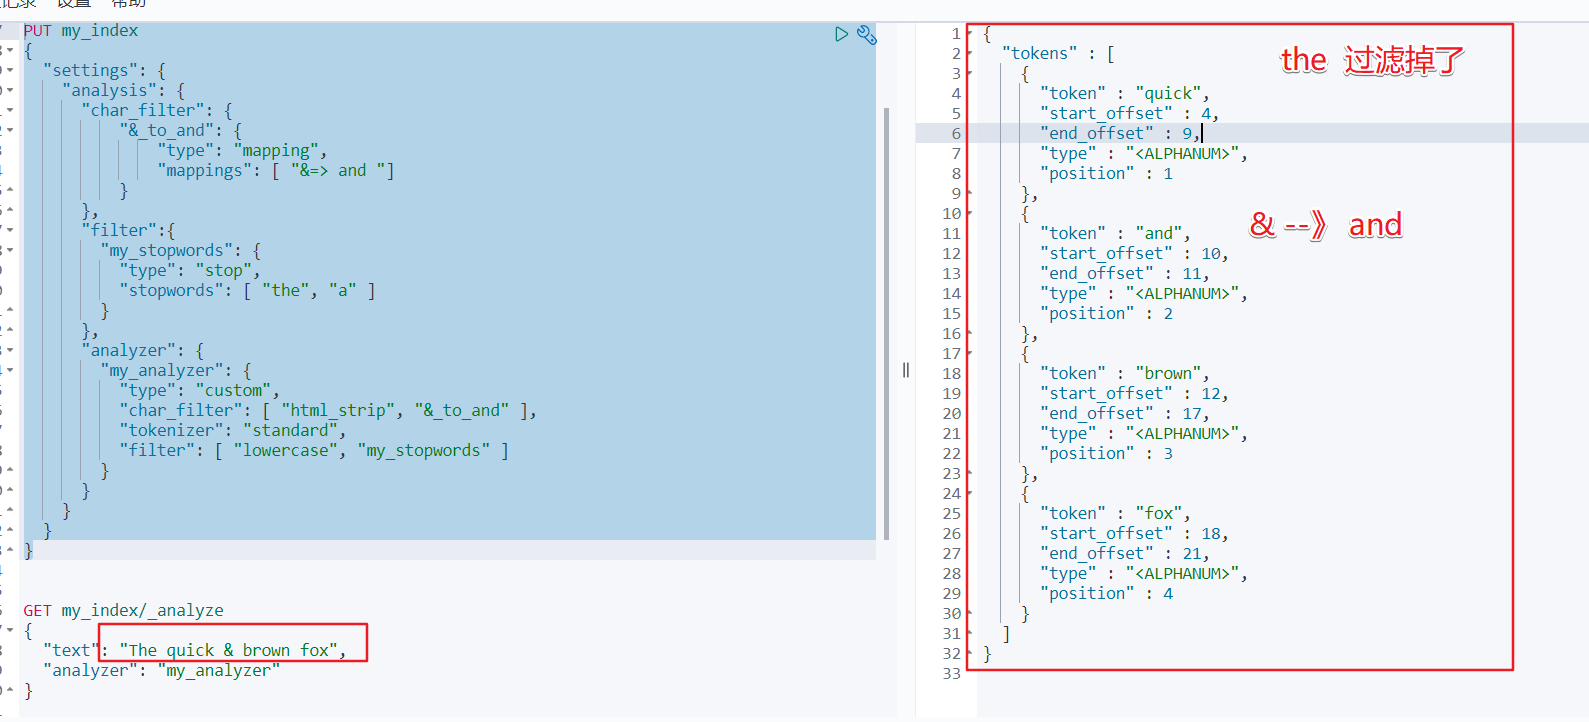 记录 设置 帮助
PUT my_index
{
"settings": {
"analysis": {
"char_filter": {
"&_to_and": {
"type": "mapping",
"mappings": [ "&=> and "]
}
},
"filter":{
"my_stopwords": {
"type": "stop",
"stopwords": [ "the", "a" ]
}
},
"analyzer": {
"my_analyzer": {
"type": "custom",
"char_filter": [ "html_strip", "&_to_and" ],
"tokenizer": "standard",
"filter": [ "lowercase", "my_stopwords" ]
}
}
}
}
}
GET my_index/_analyze
{
"text": "The quick & brown fox",
"analyzer": "my_analyzer"
}
1 {
2 "tokens" : [
3 {
4 "token" : "quick",
5 "start_offset" : 4,
6 "end_offset" : 9,
7 "type" : "<ALPHANUM>",
8 "position" : 1
9 },
10 {
11 "token" : "and",
12 "start_offset" : 10,
13 "end_offset" : 11,
14 "type" : "<ALPHANUM>",
15 "position" : 2
16 },
17 {
18 "token" : "brown",
19 "start_offset" : 12,
20 "end_offset" : 17,
21 "type" : "<ALPHANUM>",
22 "position" : 3
23 },
24 {
25 "token" : "fox",
26 "start_offset" : 18,
27 "end_offset" : 21,
28 "type" : "<ALPHANUM>",
29 "position" : 4
30 }
31 ]
32 }
33
the 过滤掉了
& --》 and